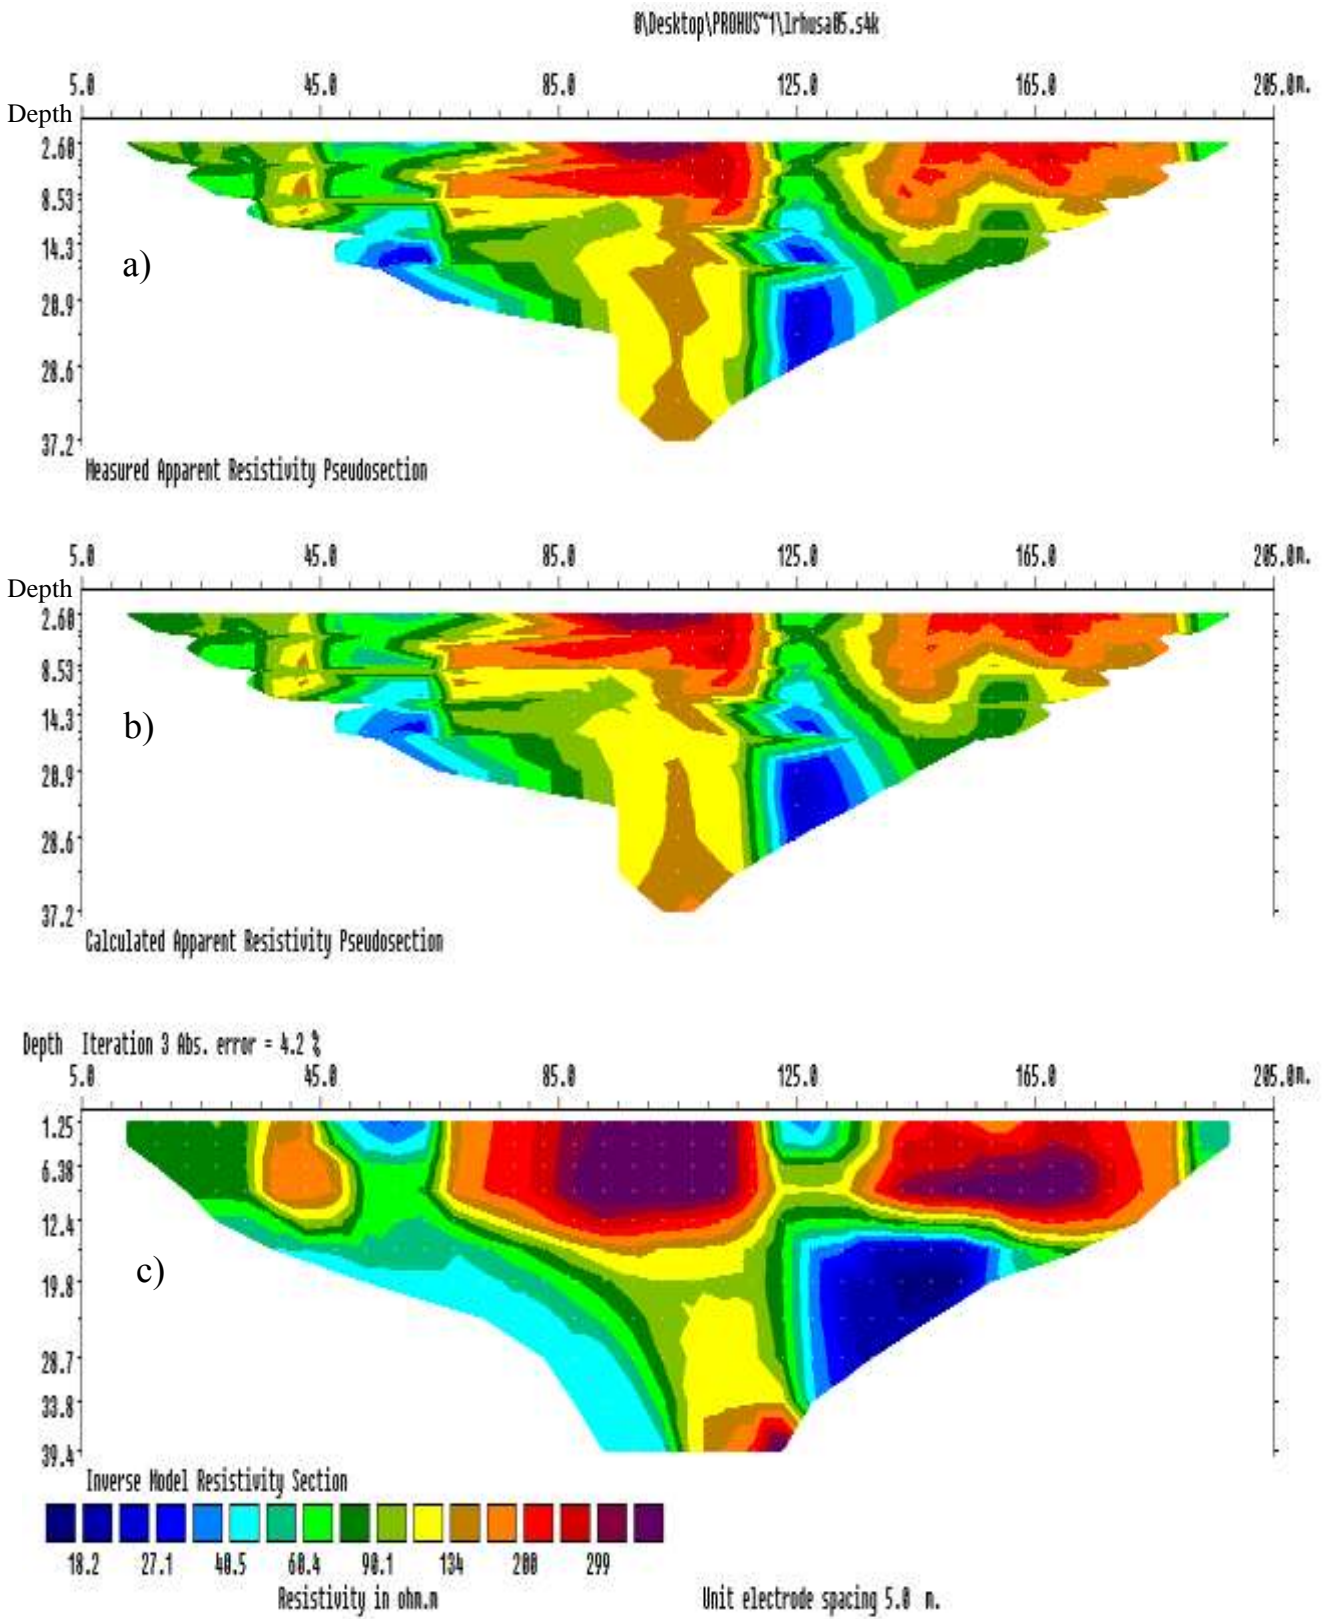 0\Desktop\PROHUS~1\lrhusa05.s4k
5.0 45.0 85.0 125.0 165.0 205.0m.
Depth
2.60
8.53
14.3
a)
20.9
28.6
37.2
Measured Apparent Resistivity Pseudosection
5.0 45.0 85.0 125.0 165.0 205.0m.
Depth
2.60
8.53
14.3
b)
20.9
28.6
37.2
Calculated Apparent Resistivity Pseudosection
Depth Iteration 3 Abs. error = 4.2 %
5.0 45.0 85.0 125.0 165.0 205.0m.
1.25
6.38
12.4
c)
19.8
28.7
33.8
39.4
Inverse Model Resistivity Section
18.2 27.1 40.5 60.4 90.1 134 200 299
Resistivity in ohm.m Unit electrode spacing 5.0 m.